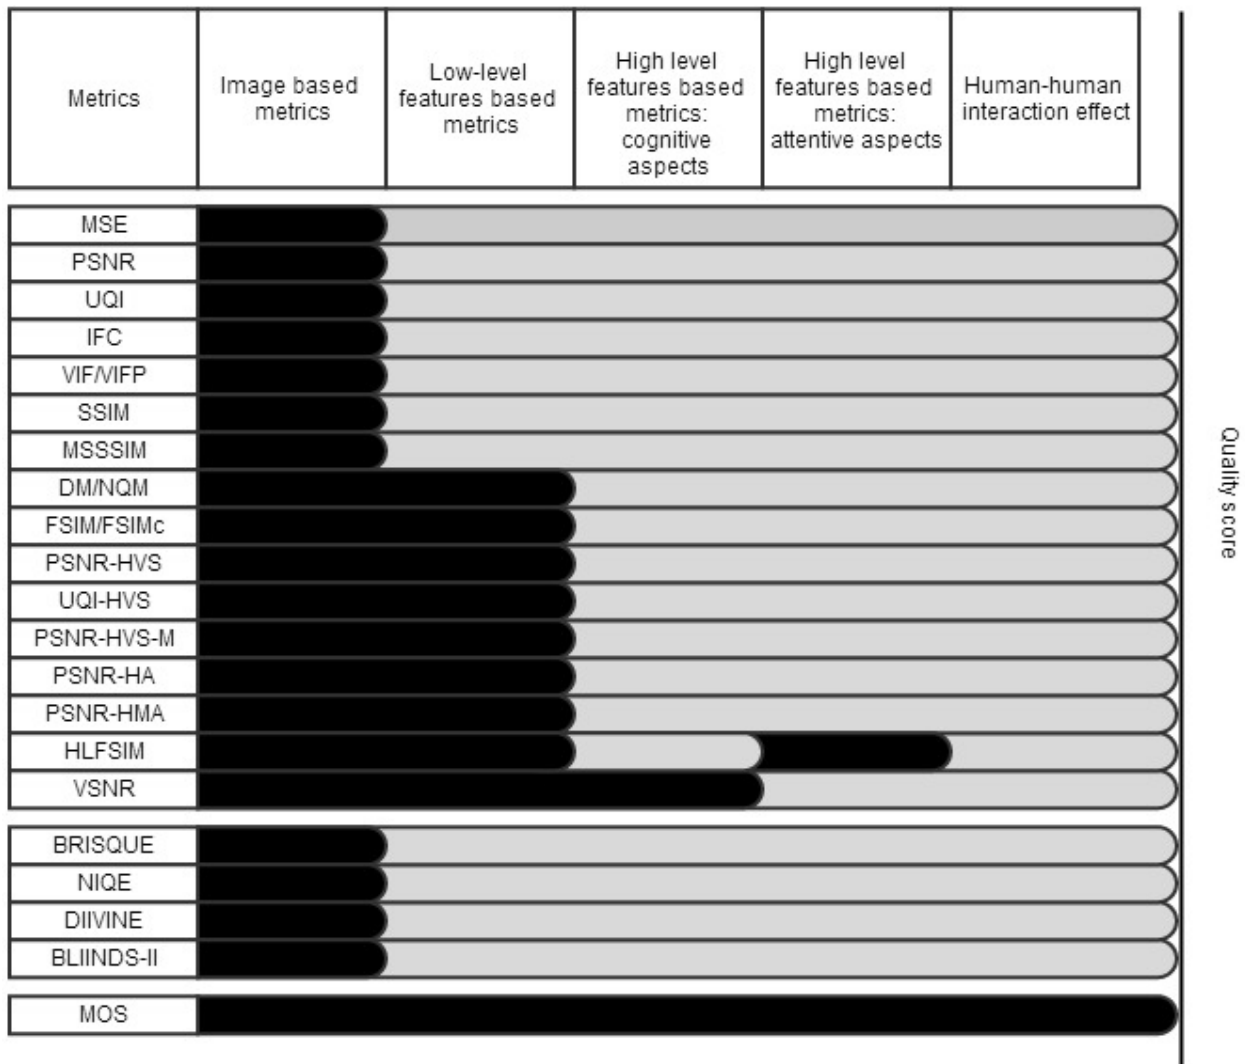 Metrics
Image based
metrics
Low-level
features based
metrics
High level
features based
metrics:
cognitive
aspects
High level
features based
metrics:
attentive aspects
Human-human
interaction effect
MSE
PSNR
UQI
IFC
VIF/VIFP
SSIM
MSSSIM
DM/NQM
FSIM/FSIMc
PSNR-HVS
UQI-HVS
PSNR-HVS-M
PSNR-HA
PSNR-HMA
HLFSIM
VSNR
BRISQUE
NIQE
DIIVINE
BLIINDS-II
MOS
Quality score